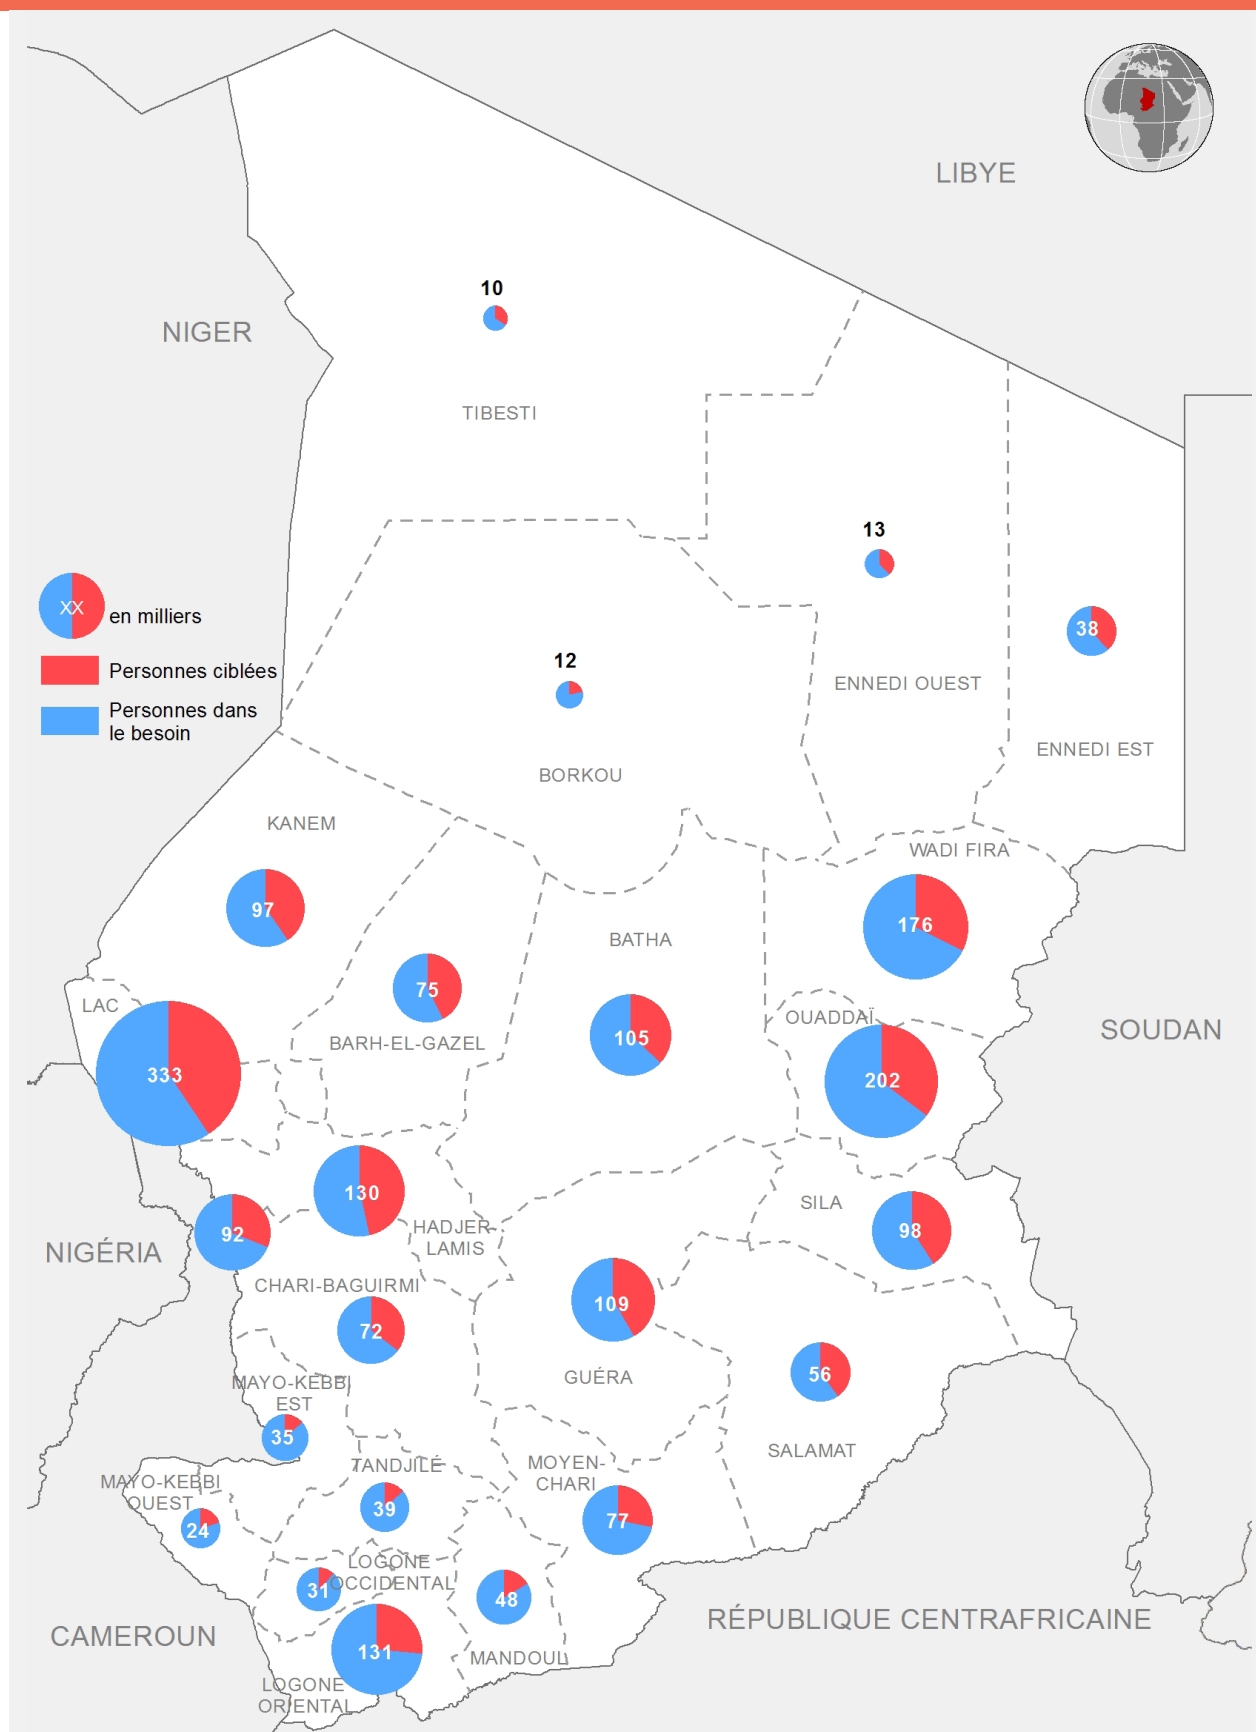 LIBYE
10
NIGER
TIBESTI
13
XX
en milliers
38
12
Personnes ciblées
ENNEDI OUEST
Personnes dans
le besoin
ENNEDI EST
BORKOU
KANEM
WADI FIRA
97
176
BATHA
75
LAC
OUADDAÏ
SOUDAN
105
BARH-EL-GAZEL
333
202
130
SILA
HADJER-
LAMIS
92
98
NIGÉRIA
CHARI-BAGUIRMI
109
72
GUÉRA
56
MAYO-KEBBI
EST
35
SALAMAT
TANDJILÉ
MOYEN-
CHARI
MAYO-KEBBI
OUEST
39
77
24
LOGONE
OCCIDENTAL
31
48
RÉPUBLIQUE CENTRAFRICAINE
CAMEROUN
131
MANDOUL
LOGONE
ORIENTAL